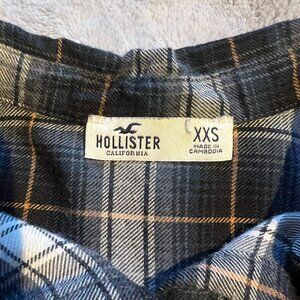 HOLLISTER
CALIFORNIA
XXS
MADE IN
CAMBODIA